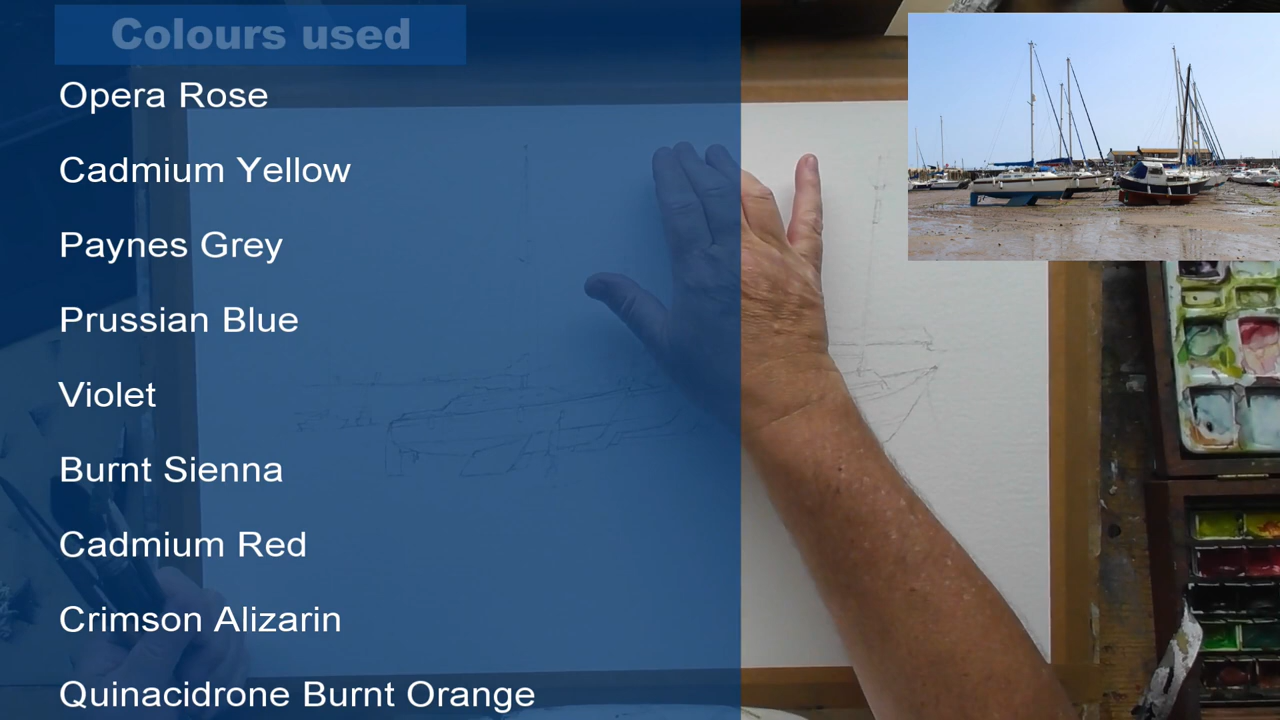 Colours used
Opera Rose
Cadmium Yellow
Paynes Grey
Prussian Blue
Violet
Burnt Sienna
Cadmium Red
Crimson Alizarin
Quinacidrone Burnt Orange